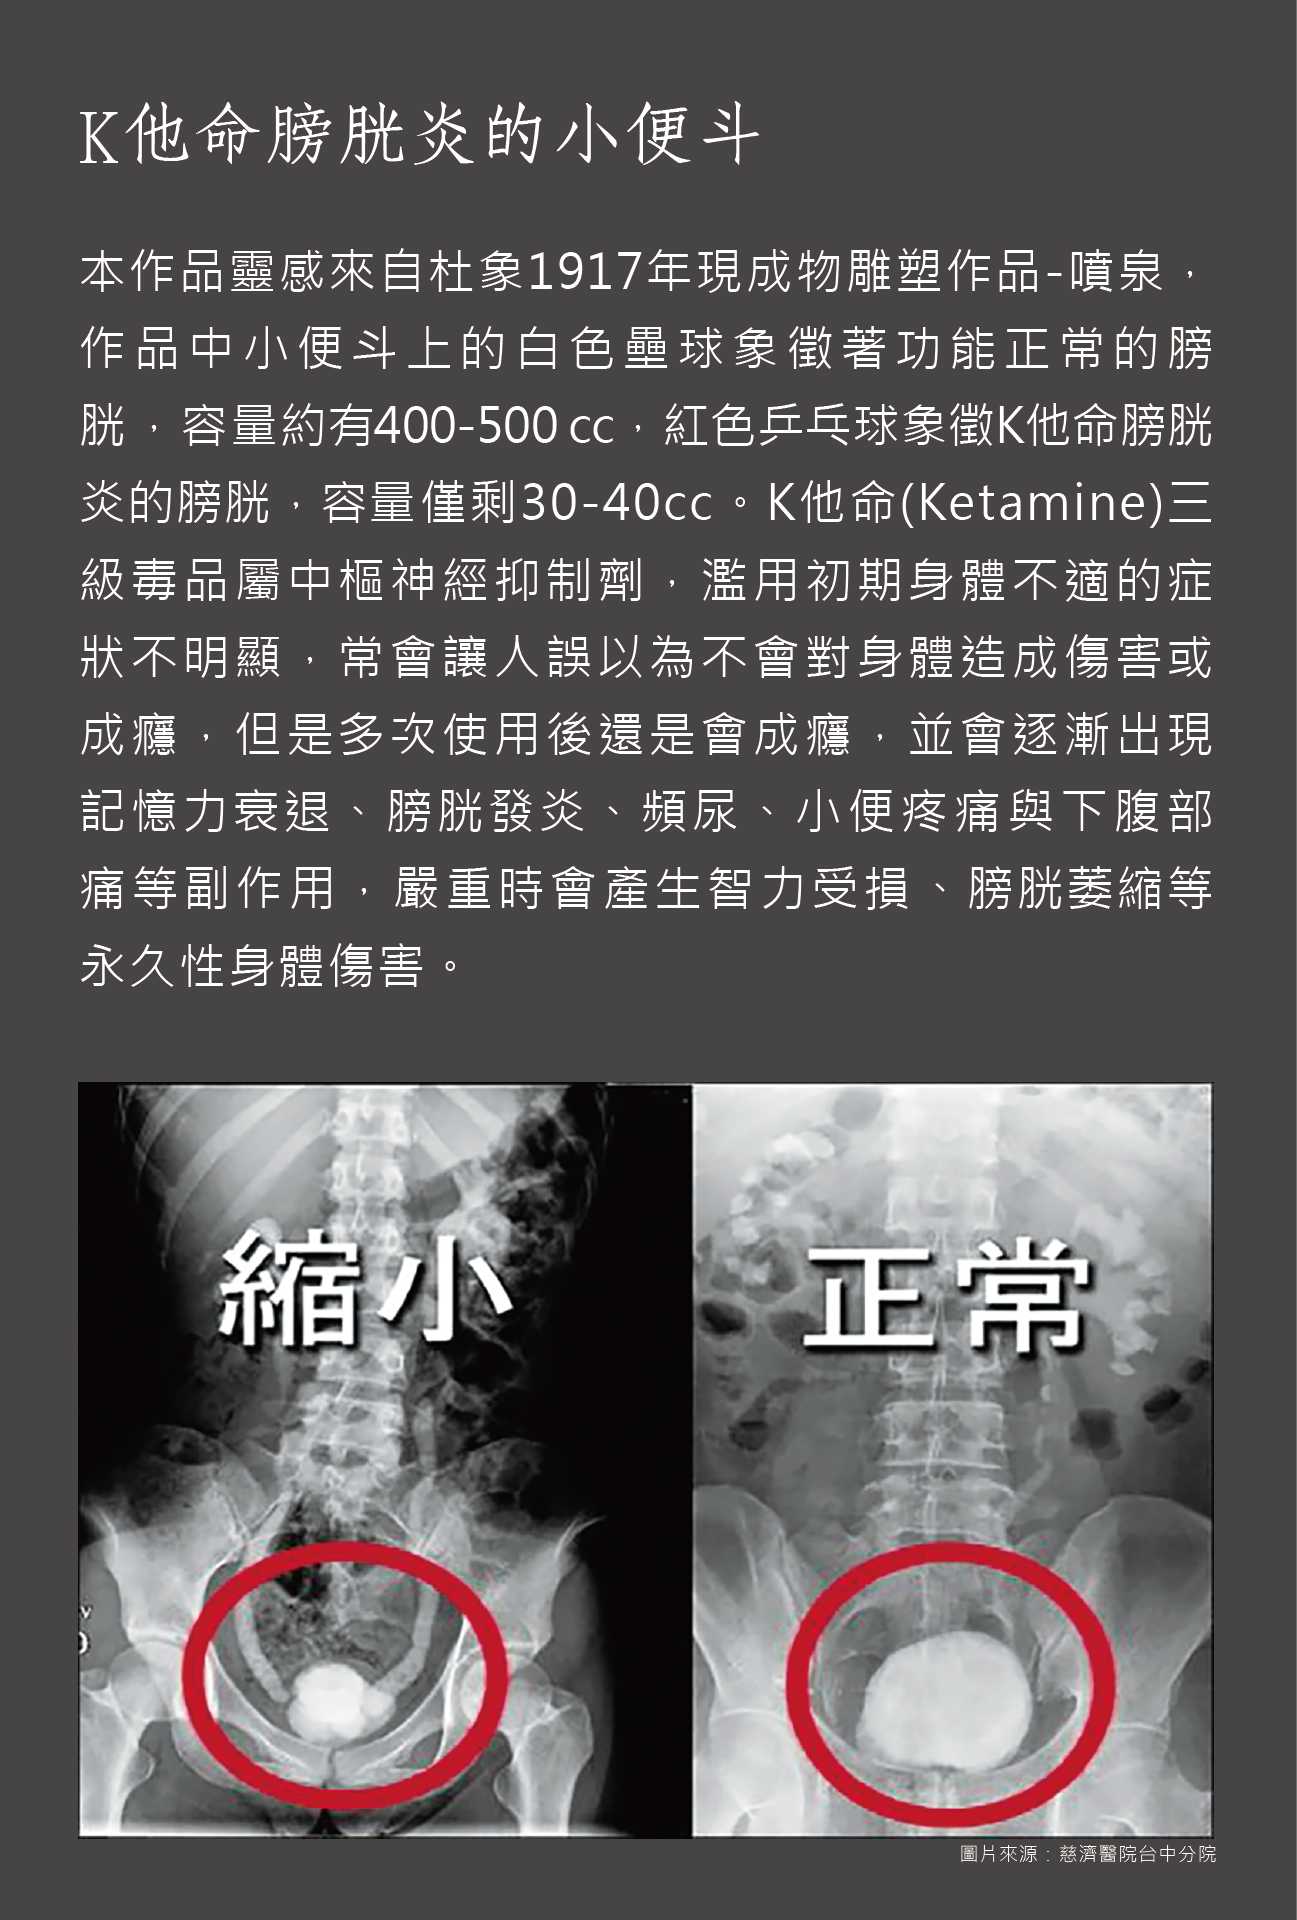 K他命膀胱炎的小便斗
本作品靈感來自杜象1917年現成物雕塑作品-噴泉，
作品中小便斗上的白色壘球象徵著功能正常的膀
胱，容量約有400-500 cc，紅色乒乓球象徵K他命膀胱
炎的膀胱，容量僅剩30-40cc。K他命(Ketamine)三
級毒品屬中樞神經抑制劑，濫用初期身體不適的症
狀不明顯，常會讓人誤以為不會對身體造成傷害或
成癮，但是多次使用後還是會成癮，並會逐漸出現
記憶力衰退、膀胱發炎、頻尿、小便疼痛與下腹部
痛等副作用，嚴重時會產生智力受損、膀胱萎縮等
永久性身體傷害。
縮小
正常
圖片來源：慈濟醫院台中分院